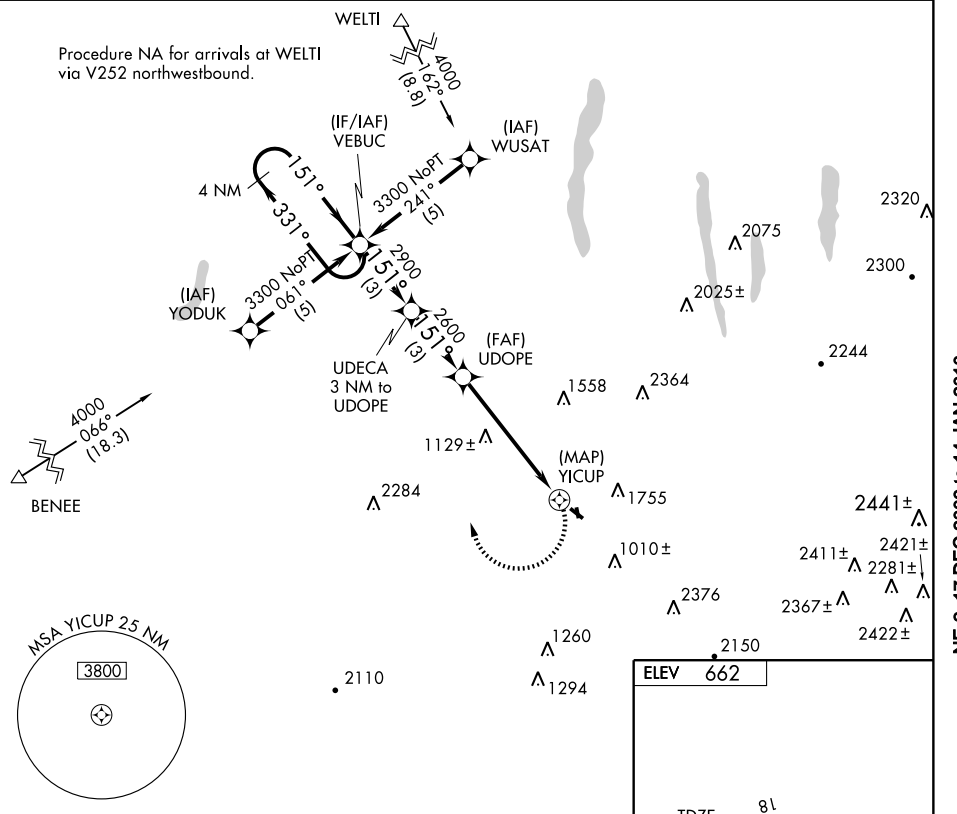 WELTI
Procedure NA for arrivals at WELTI
via V252 northwestbound.
4000
162°
(8.8)
(IF/IAF)
VEBUC
(IAF)
WUSAT
4 NM
151°
331°
3300 NoPT
241°
(5)
2320
2075
2300
(IAF)
YODUK
3300 NoPT
061°
(5)
2900
151°
(3)
2025±
2600
151°
(3)
(FAF)
UDOPE
UDECA
3 NM to
UDOPE
2244
1558
2364
4000
066°
(18.3)
BENEE
1129±
(MAP)
YICUP
2284
1755
2441±
1010±
2411±
2421±
2281±
2376
2367±
2422±
MSA YICUP 25 NM
3800
1260
2150
2110
1294
ELEV 662
TDZE
18